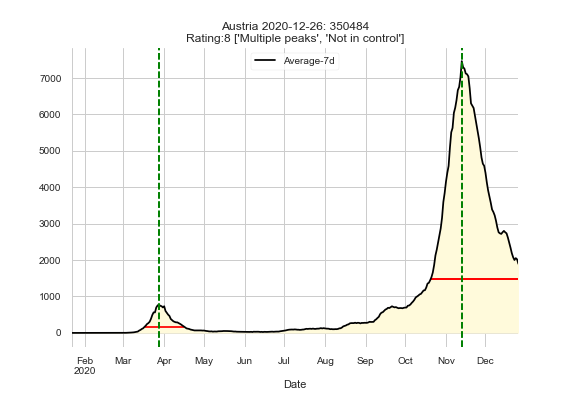 Austria 2020-12-26: 350484
Rating:8 ['Multiple peaks', 'Not in control']
Average-7d
7000
6000
5000
4000
3000
2000
1000
0
Feb Mar Apr May Jun Jul Aug Sep Oct Nov Dec
2020
Date